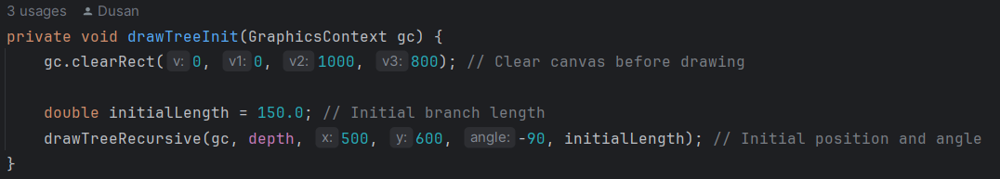 3 usages Dusan
private void drawTreeInit(GraphicsContext gc) {
gc.clearRect( v: 0, v1: 0, v2: 1000, v3: 800); // Clear canvas before drawing
double initialLength = 150.0; // Initial branch length
drawTreeRecursive(gc, depth, x: 500, y: 600, angle: -90, initialLength); // Initial position and angle
}